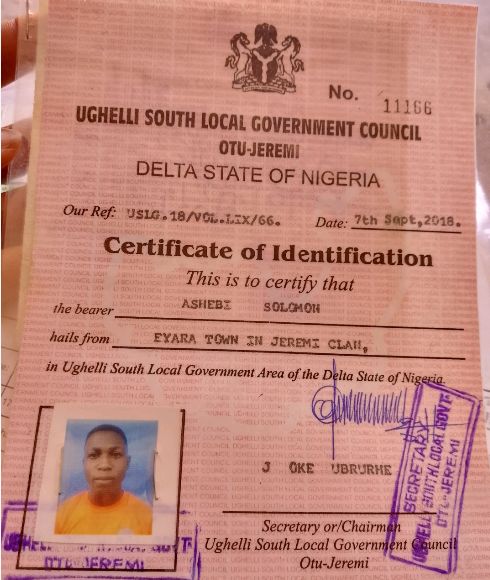 No. 11166
UGHELLI SOUTH LOCAL GOVERNMENT COUNCIL
OTU-JEREMI
DELTA STATE OF NIGERIA
Our Ref: USLG.18/VOL.LIX/66. Date: 7th Sept,2018.
Certificate of Identification
This is to certify that
the bearer ASHEBI SOLOMON
hails from EYARA TOWN IN JEREMI CLAN,
in Ughelli South Local Government Area of the Delta State of Nigeria.
J OKE UBRURHE
Secretary or/Chairman
Ughelli South Local Government Council
Otu-Jeremi
SECRETARY
UGHELLI SOUTH LOCAL GOVT
OTU-JEREMI
OTU-JEREMI